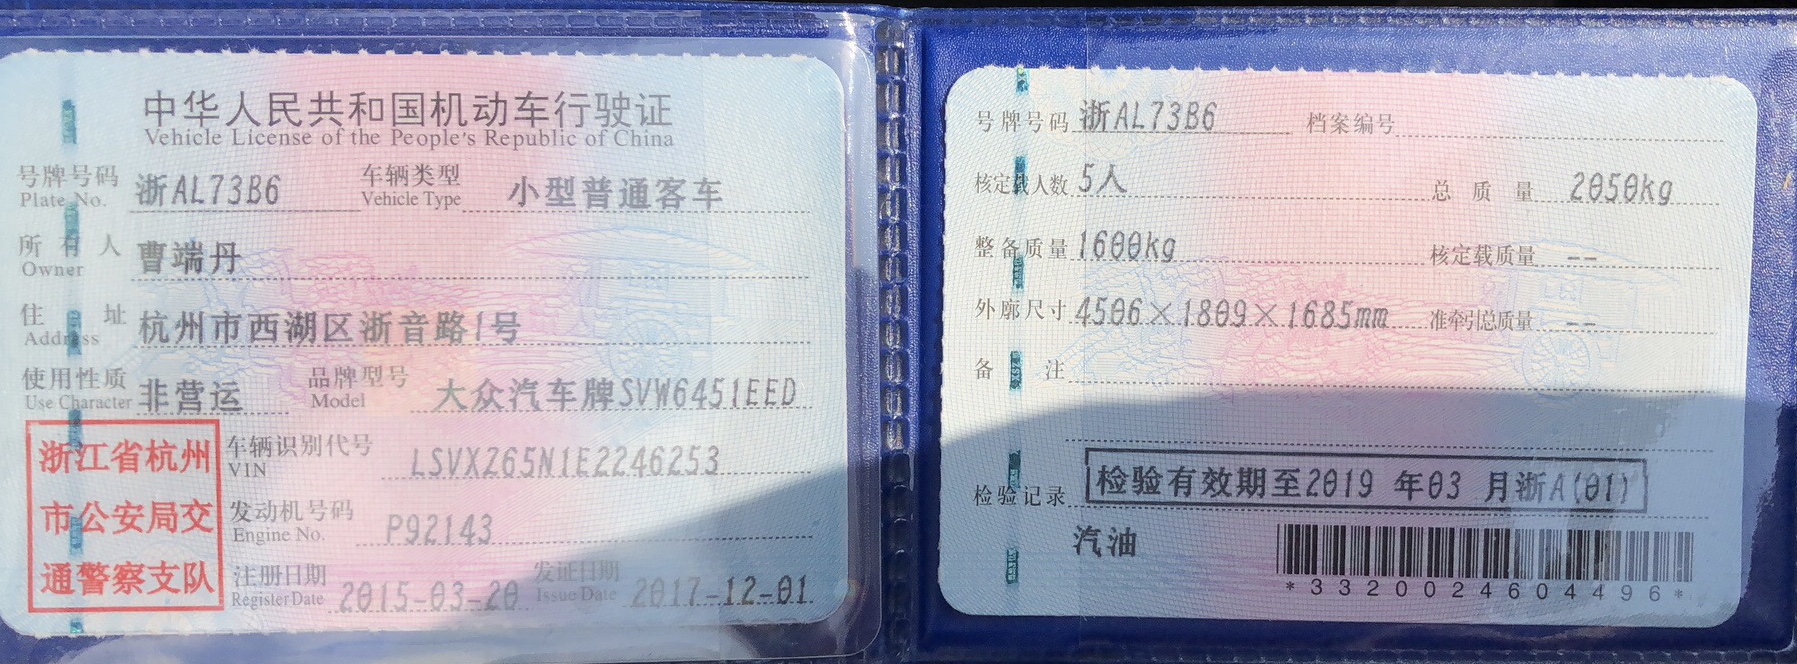 中华人民共和国机动车行驶证
Vehicle License of the People's Republic of China
号牌号码 浙AL73B6 车辆类型 小型普通客车
Plate No. Vehicle Type
所有人 曹端丹
Owner
住址 杭州市西湖区浙音路1号
Address
使用性质 非营运 品牌型号 大众汽车牌SVW6451EED
Use Character Model
浙江省杭州
市公安局交
通警察支队
车辆识别代号 LSVXZ65N1E2246253
VIN
发动机号码 P92143
Engine No.
注册日期 2015-03-20 发证日期 2017-12-01
Register Date Issue Date
号牌号码 浙AL73B6 档案编号
核定载人数 5人 总质量 2050kg
整备质量 1600kg 核定载质量 --
外廓尺寸 4506×1809×1685mm 准牵引总质量 --
备注
检验记录 检验有效期至2019 年03 月浙A(01)
汽油
*3320024604496*